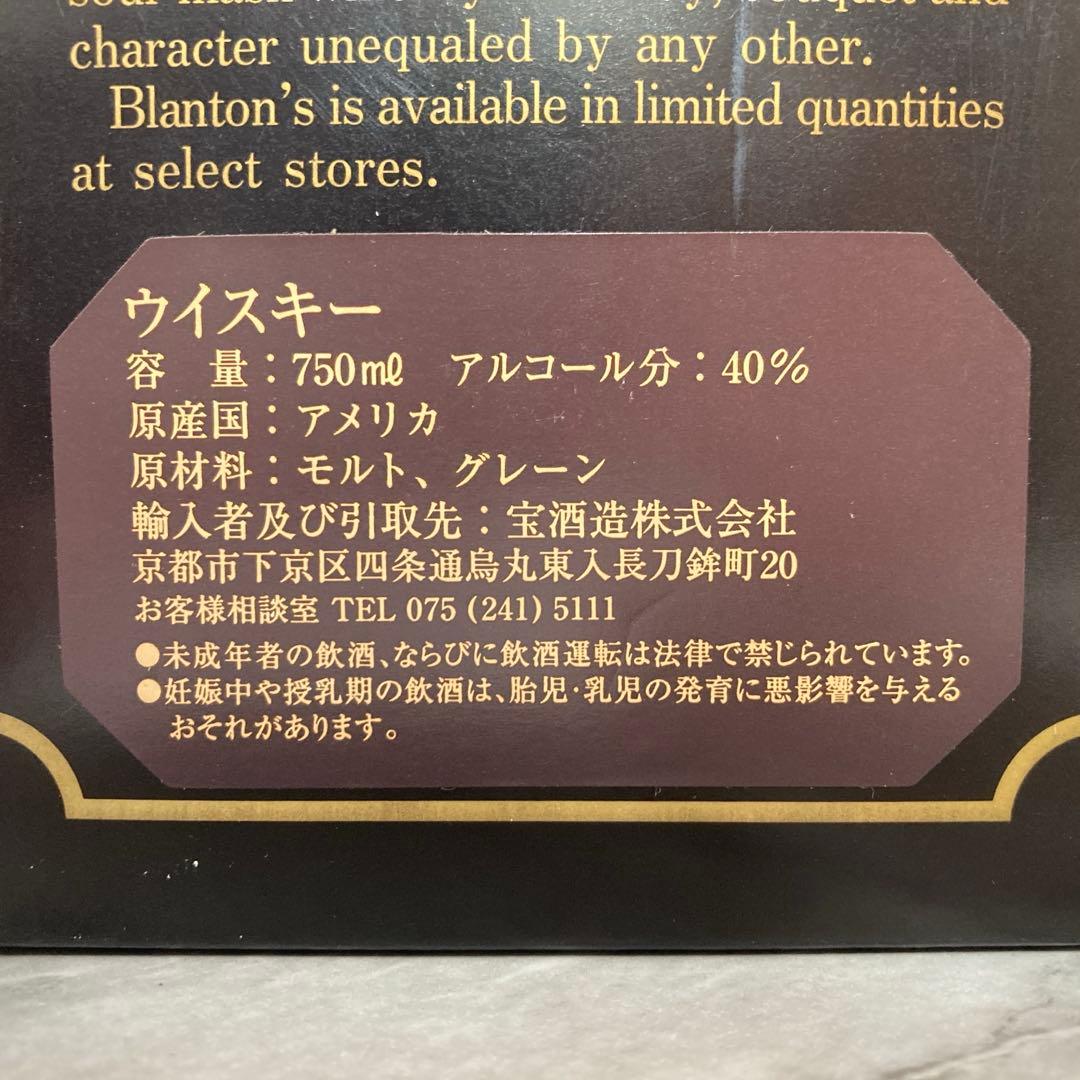 character unequaled by any other.
Blanton's is available in limited quantities
at select stores.
ウイスキー
容　量：750mℓ　アルコール分：40%
原産国：アメリカ
原材料：モルト、グレーン
輸入者及び引取先：宝酒造株式会社
京都市下京区四条通烏丸東入長刀鉾町20
お客様相談室 TEL 075 (241) 5111
●未成年者の飲酒、ならびに飲酒運転は法律で禁じられています。
●妊娠中や授乳期の飲酒は、胎児・乳児の発育に悪影響を与える
おそれがあります。